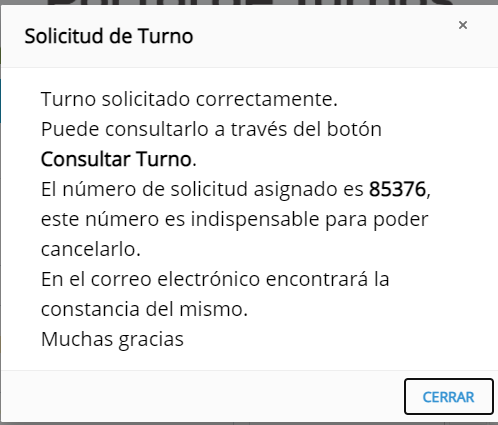 Solicitud de Turno
×
Turno solicitado correctamente.
Puede consultarlo a través del botón
Consultar Turno.
El número de solicitud asignado es 85376,
este número es indispensable para poder
cancelarlo.
En el correo electrónico encontrará la
constancia del mismo.
Muchas gracias
CERRAR